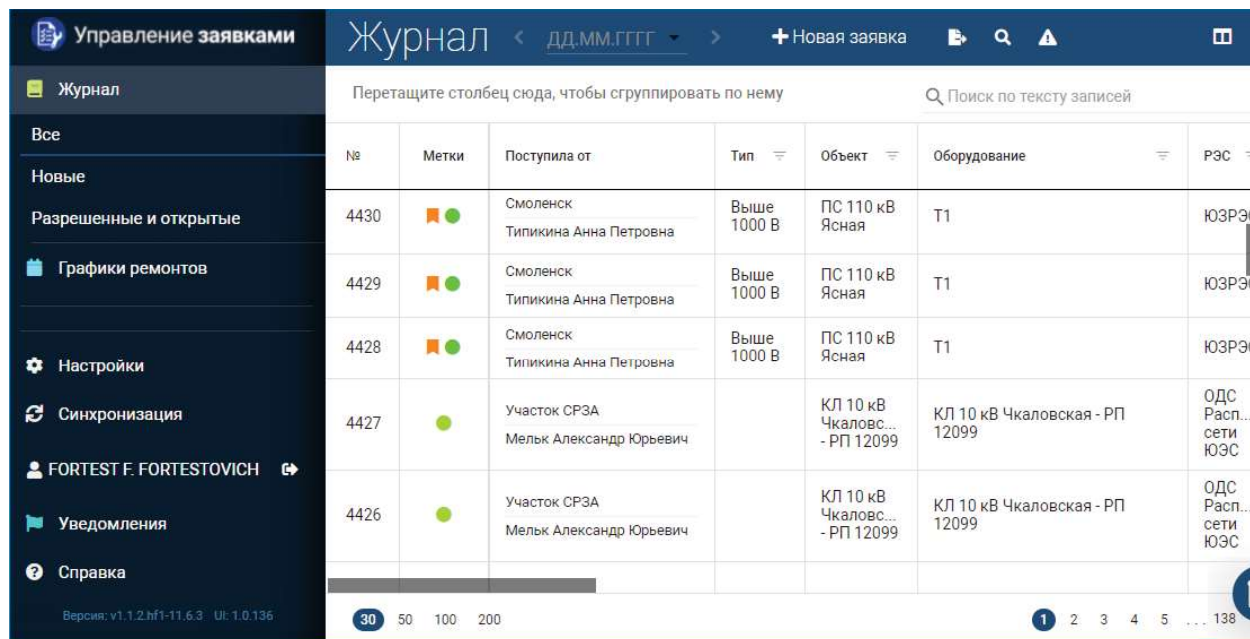 Управление заявками
Журнал
Все
Новые
Разрешенные и открытые
Графики ремонтов
Настройки
Синхронизация
FORTEST F. FORTESTOVICH
Уведомления
Справка
Версия: v1.1.2.hf1-11.6.3 UI: 1.0.136
Журнал < ДД.ММ.ГГГГ > + Новая заявка
Перетащите столбец сюда, чтобы сгруппировать по нему
Поиск по тексту записей
№ Метки Поступила от Тип Объект Оборудование РЭС
4430
Смоленск
Типикина Анна Петровна
Выше
1000 В
ПС 110 кВ
Ясная
Т1
ЮЗРЭ
4429
Смоленск
Типикина Анна Петровна
Выше
1000 В
ПС 110 кВ
Ясная
Т1
ЮЗРЭ
4428
Смоленск
Типикина Анна Петровна
Выше
1000 В
ПС 110 кВ
Ясная
Т1
ЮЗРЭ
4427
Участок СРЗА
Мельк Александр Юрьевич
КЛ 10 кВ
Чкаловс...
- РП 12099
КЛ 10 кВ Чкаловская - РП
12099
ОДС
Расп...
сети
ЮЭС
4426
Участок СРЗА
Мельк Александр Юрьевич
КЛ 10 кВ
Чкаловс...
- РП 12099
КЛ 10 кВ Чкаловская - РП
12099
ОДС
Расп...
сети
ЮЭС
30 50 100 200
1 2 3 4 5 ... 138